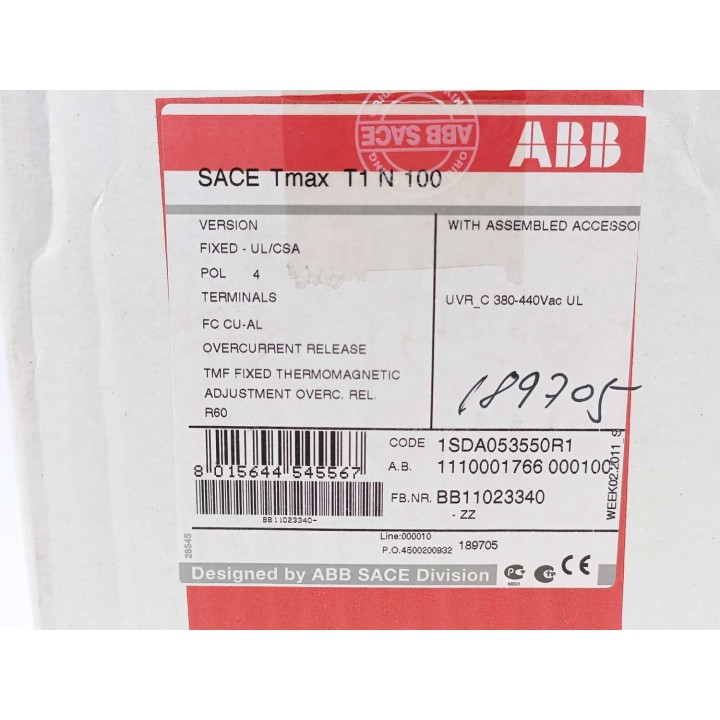 ABB SACE
ABB
SACE Tmax T1 N 100
VERSION
WITH ASSEMBLED ACCESSO
FIXED - UL/CSA
POL 4
TERMINALS
UVR_C 380-440Vac UL
FC CU-AL
OVERCURRENT RELEASE
TMF FIXED THERMOMAGNETIC
ADJUSTMENT OVERC. REL.
R60
189705
CODE 1SDA053550R1
8 015644 545567
A.B. 1110001766 000100
FB.NR. BB11023340
- ZZ
BB11023340-
WEEK02.2011_S
28545
Line:000010
P.O.4500200932 189705
Designed by ABB SACE Division
CE